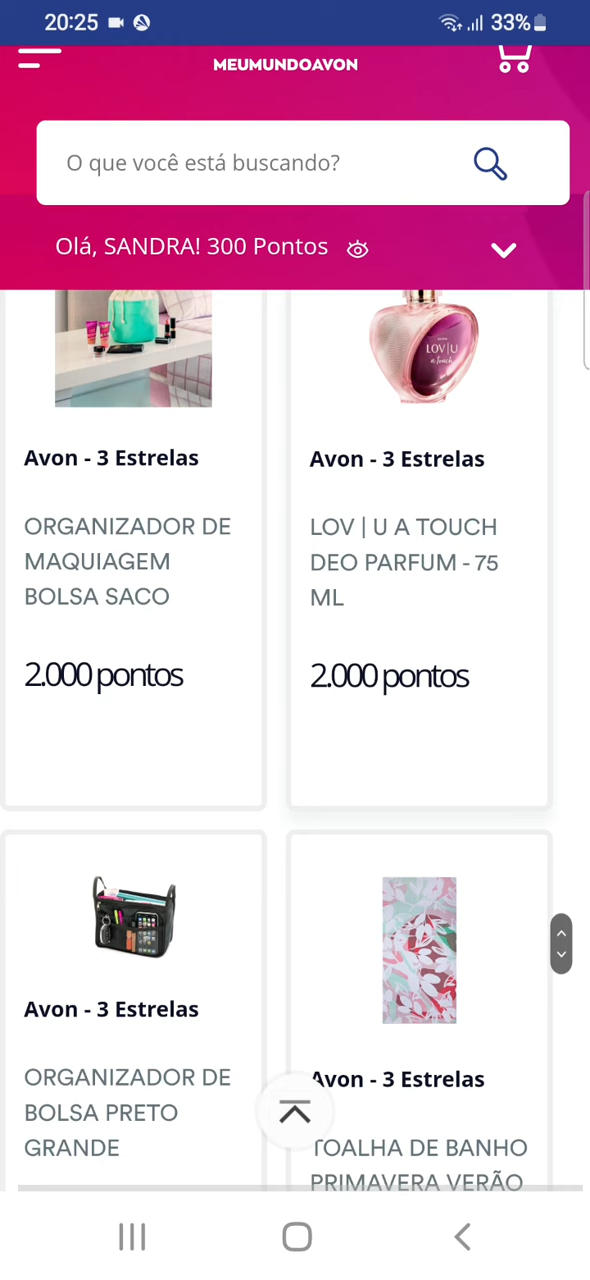 20:25
33%
MEUMUNDOAVON
O que você está buscando?
Olá, SANDRA! 300 Pontos
LOV|U
a Touch
Avon - 3 Estrelas
ORGANIZADOR DE
MAQUIAGEM
BOLSA SACO
2.000 pontos
Avon - 3 Estrelas
LOV | U A TOUCH
DEO PARFUM - 75
ML
2.000 pontos
Avon - 3 Estrelas
ORGANIZADOR DE
BOLSA PRETO
GRANDE
Avon - 3 Estrelas
TOALHA DE BANHO
PRIMAVERA VERÃO